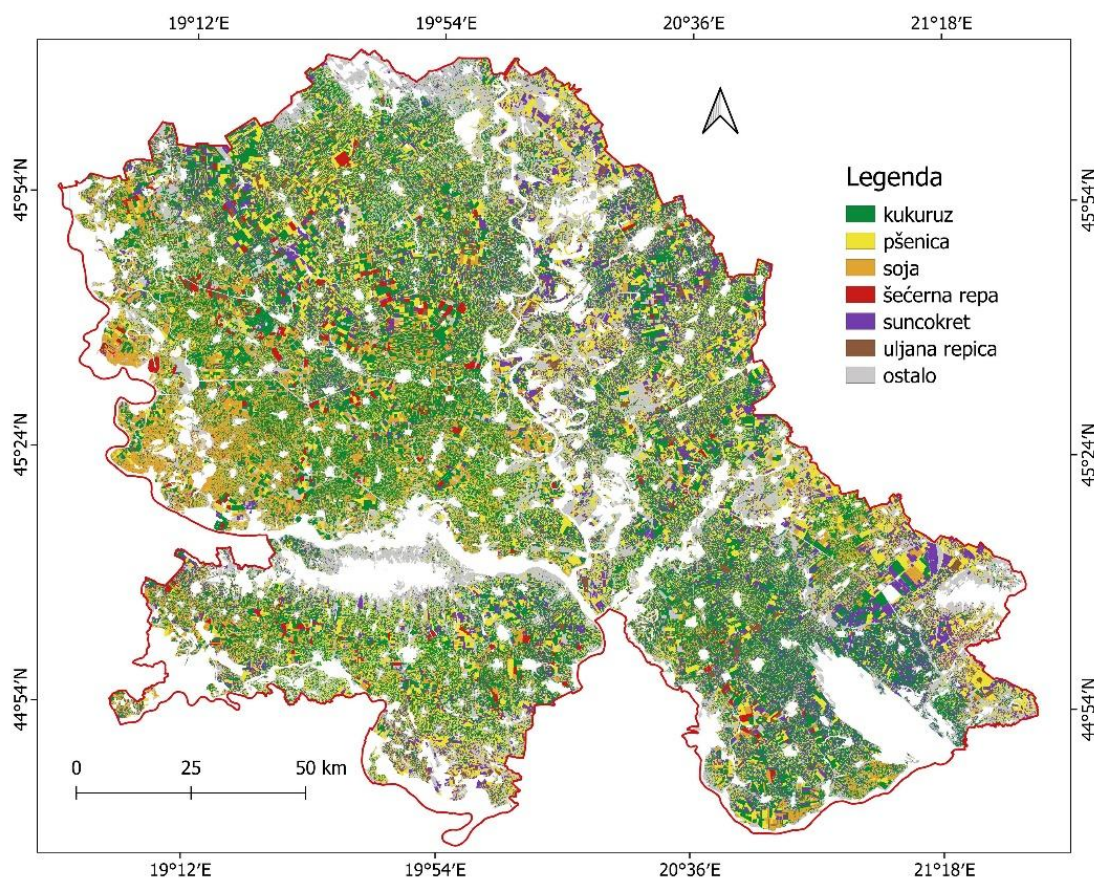 19°12′E 19°54′E 20°36′E 21°18′E
45°54′N 45°54′N
Legenda
kukuruz
pšenica
soja
šećerna repa
suncokret
uljana repica
ostalo
45°24′N 45°24′N
44°54′N 44°54′N
0 25 50 km
19°12′E 19°54′E 20°36′E 21°18′E